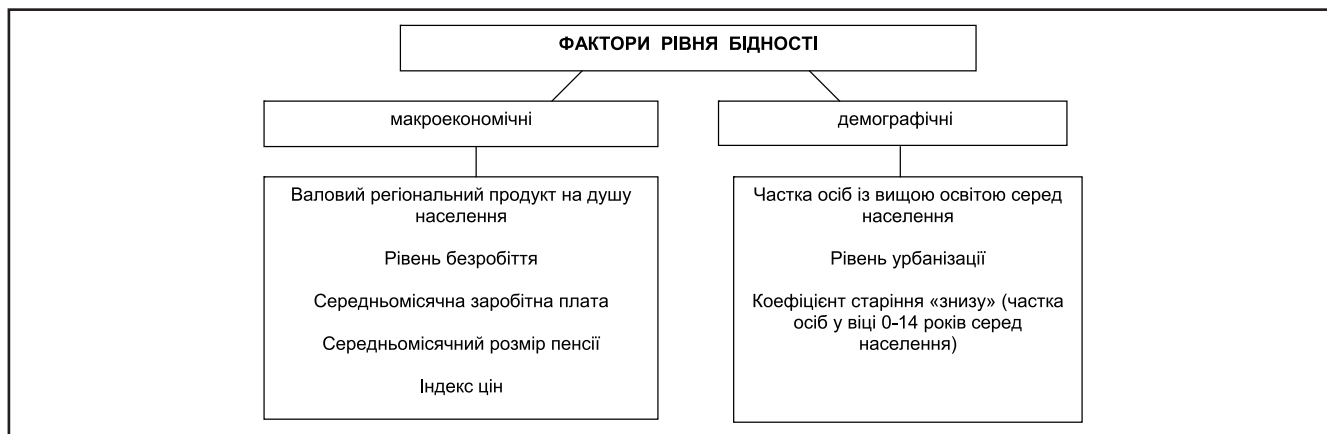 ФАКТОРИ РІВНЯ БІДНОСТІ
макроекономічні
демографічні
Валовий регіональний продукт на душу
населення
Рівень безробіття
Середньомісячна заробітна плата
Середньомісячний розмір пенсії
Індекс цін
Частка осіб із вищою освітою серед
населення
Рівень урбанізації
Коефіцієнт старіння «знизу» (частка
осіб у віці 0-14 років серед
населення)